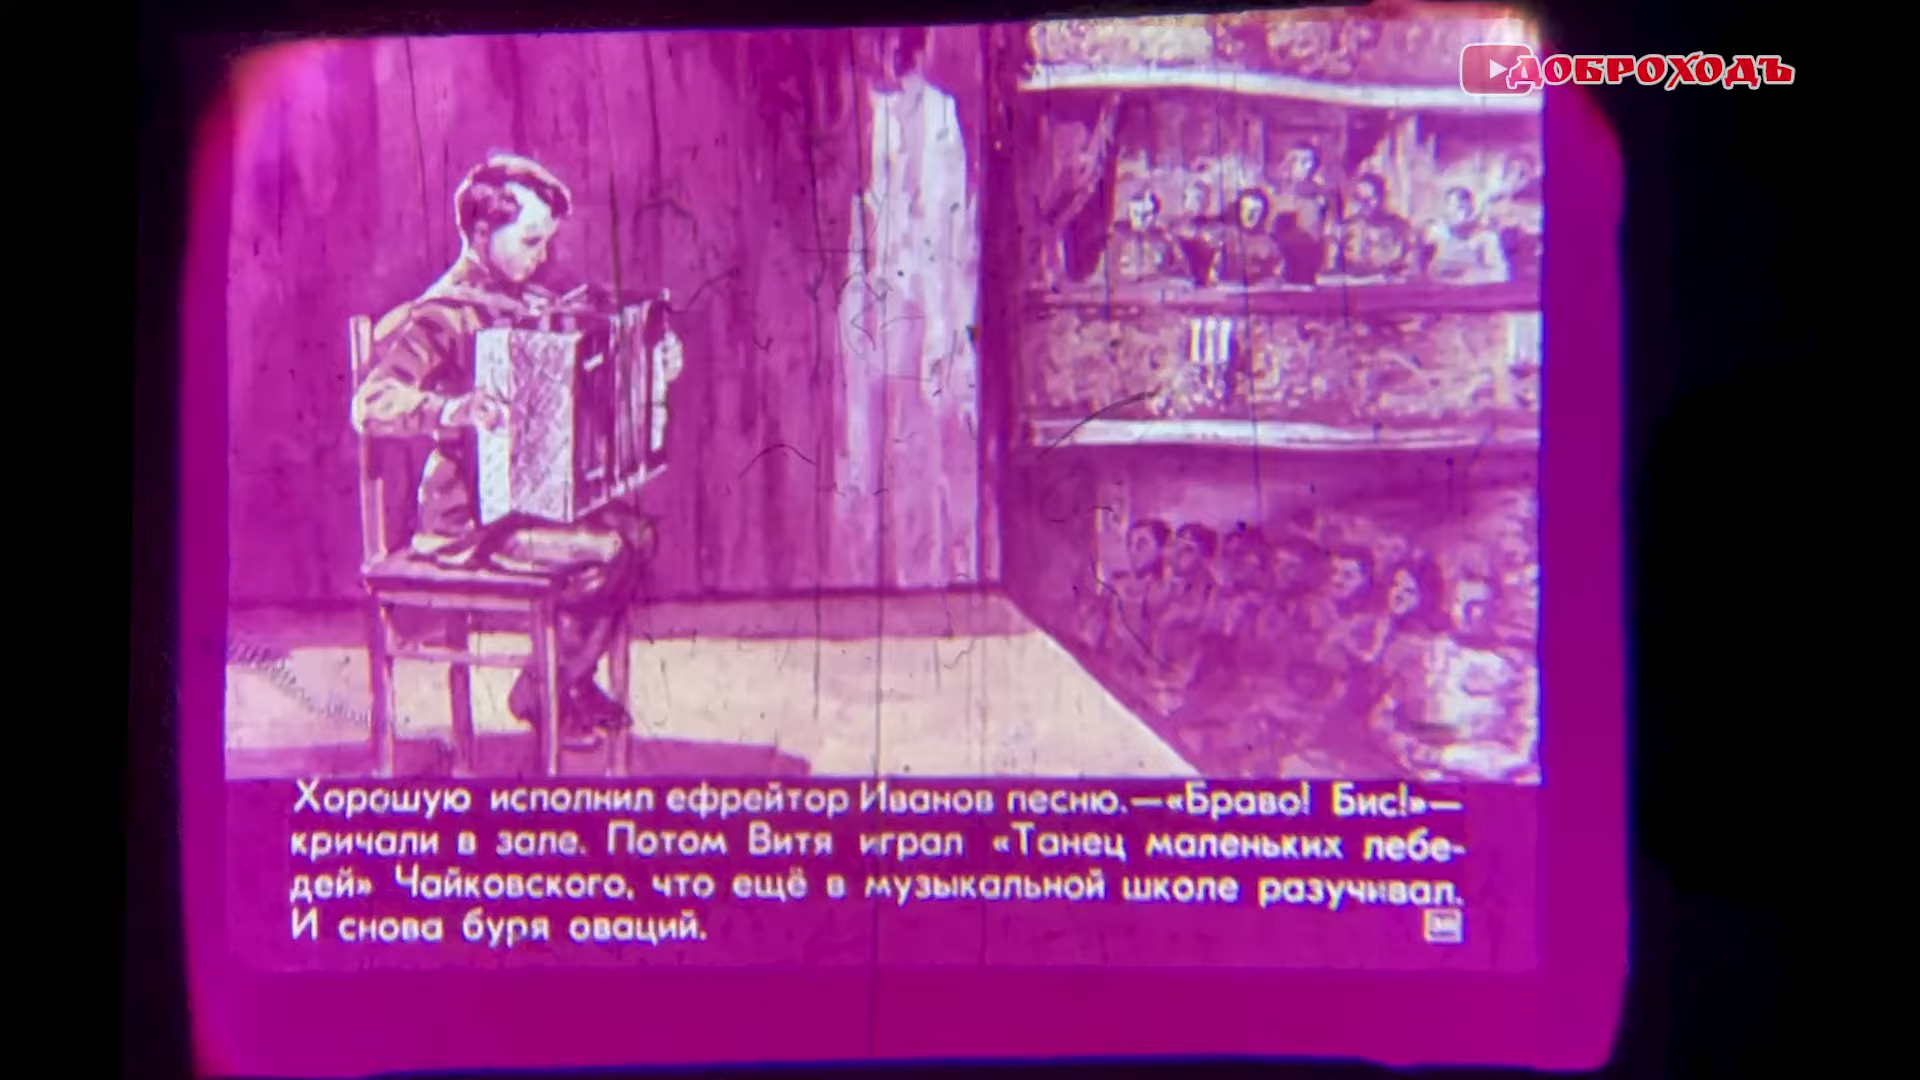 ДОБРОХОДЪ
Хорошую исполнил ефрейтор Иванов песню.—«Браво! Бис!»—
кричали в зале. Потом Витя играл «Танец маленьких лебе-
дей» Чайковского, что ещё в музыкальной школе разучивал.
И снова буря оваций.